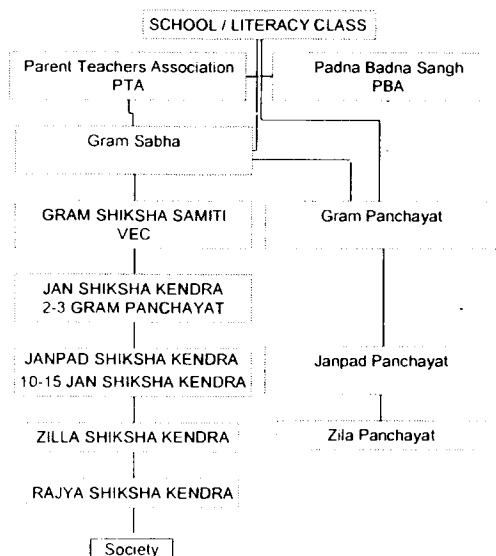 SCHOOL / LITERACY CLASS
Parent Teachers Association
PTA
Padna Badna Sangh
PBA
Gram Sabha
GRAM SHIKSHA SAMITI
VEC
Gram Panchayat
JAN SHIKSHA KENDRA
2-3 GRAM PANCHAYAT
JANPAD SHIKSHA KENDRA
10-15 JAN SHIKSHA KENDRA
Janpad Panchayat
ZILLA SHIKSHA KENDRA
Zila Panchayat
RAJYA SHIKSHA KENDRA
Society